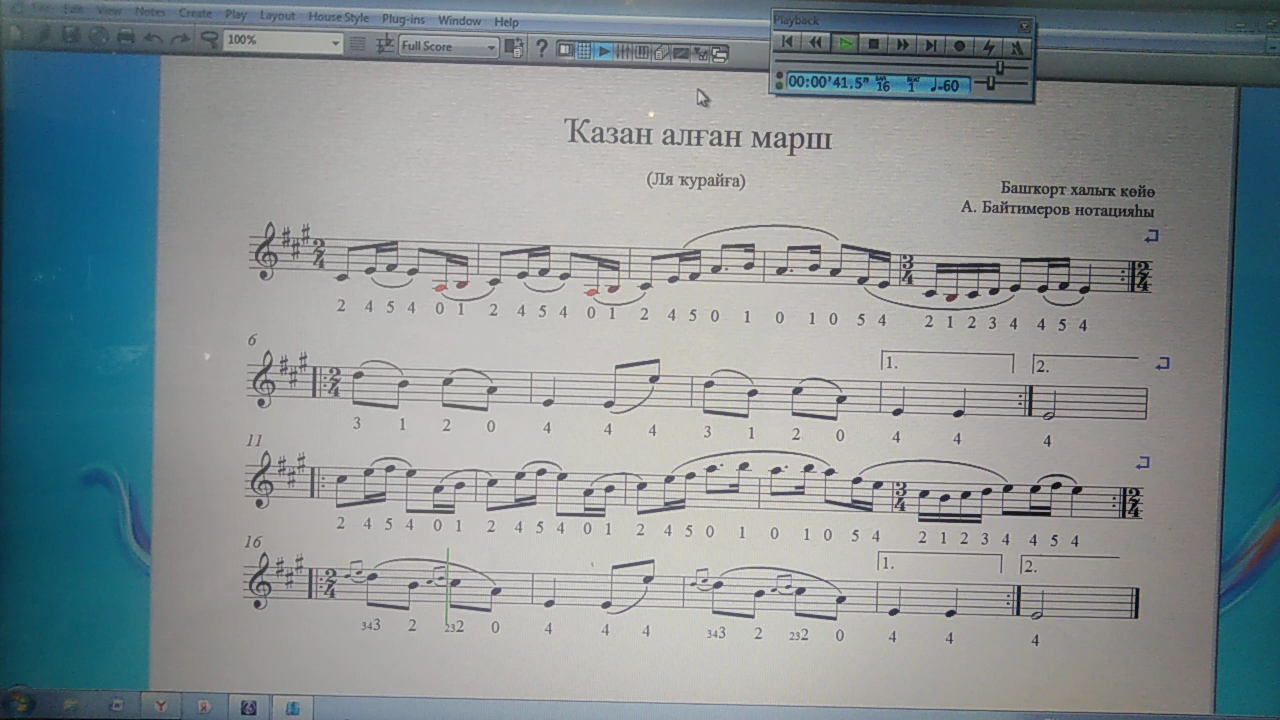 Edit View Notes Create Play Layout House Style Plug-ins Window Help
Playback
100% Full Score
00:00'41.5" BAR 16 BEAT 1 ♩=60
Ҡазан алған марш
(Ля ҡурайға)
Башҡорт халыҡ көйө
А. Байтимеров нотацияһы
2 4 5 4 0 1 2 4 5 4 0 1 2 4 5 0 1 0 1 0 5 4 2 1 2 3 4 4 5 4
6
1. 2.
3 1 2 0 4 4 4 3 1 2 0 4 4 4
11
2 4 5 4 0 1 2 4 5 4 0 1 2 4 5 0 1 0 1 0 5 4 2 1 2 3 4 4 5 4
16
1. 2.
343 2 232 0 4 4 4 343 2 232 0 4 4 4